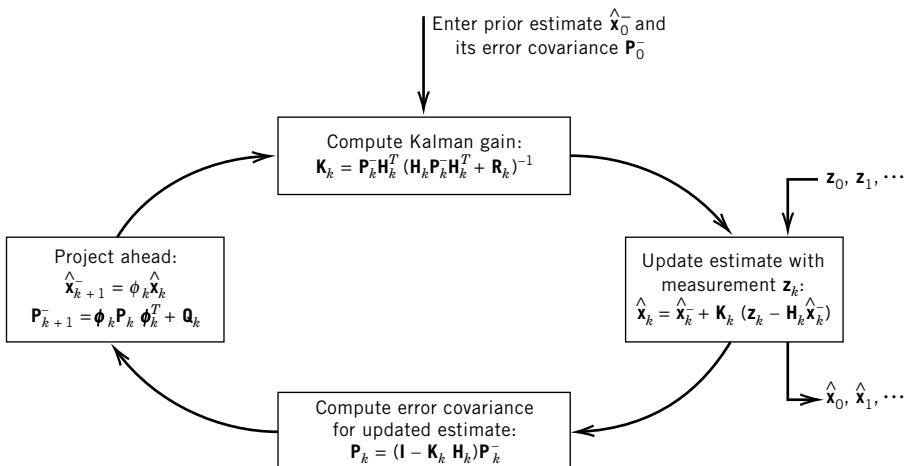 Enter prior estimate x̂₀⁻ and
its error covariance P₀⁻
Compute Kalman gain:
Kₖ = Pₖ⁻Hₖᵀ (HₖPₖ⁻Hₖᵀ + Rₖ)⁻¹
z₀, z₁, ⋯
Project ahead:
x̂⁻ₖ₊₁ = ϕₖx̂ₖ
P⁻ₖ₊₁ = ϕₖPₖ ϕₖᵀ + Qₖ
Update estimate with
measurement zₖ:
x̂ₖ = x̂ₖ⁻ + Kₖ (zₖ − Hₖx̂ₖ⁻)
x̂₀, x̂₁, ⋯
Compute error covariance
for updated estimate:
Pₖ = (I − Kₖ Hₖ)Pₖ⁻